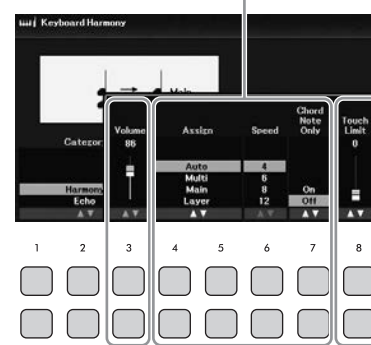 Keyboard Harmony
Main
Category
Volume
86
Assign
Speed
Chord
Note
Only
Touch
Limit
0
Harmony
Echo
Auto
Multi
Main
Layer
4
6
8
12
On
Off
1 2 3 4 5 6 7 8